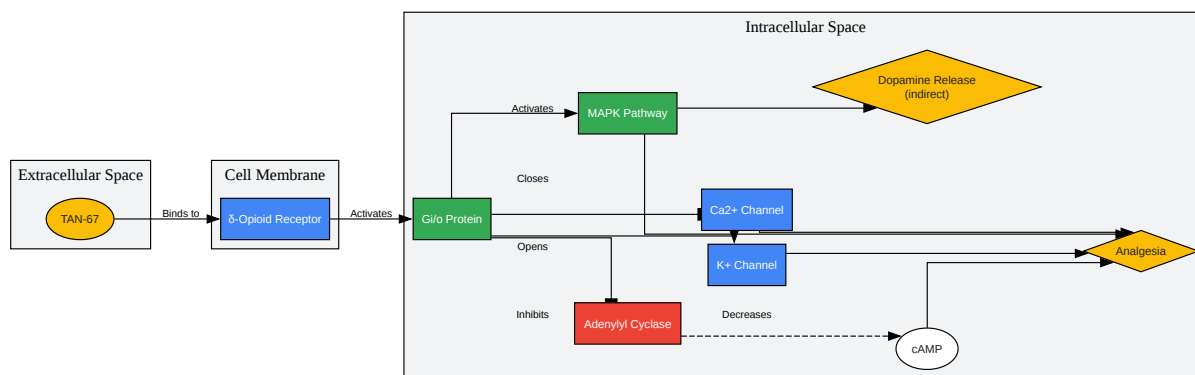 Intracellular Space
Dopamine Release
(indirect)
Activates
MAPK Pathway
Extracellular Space
Cell Membrane
Closes
TAN-67
Binds to
δ-Opioid Receptor
Activates
Gi/o Protein
Ca2+ Channel
Opens
K+ Channel
Analgesia
Inhibits
Adenylyl Cyclase
Decreases
cAMP